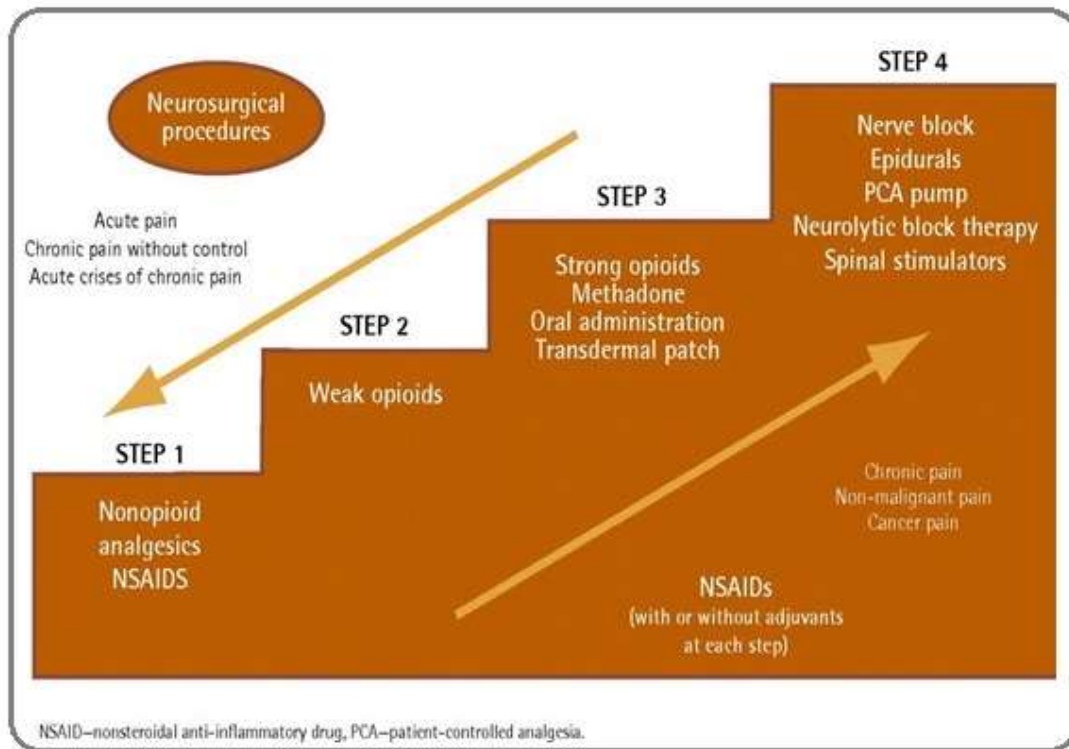 Neurosurgical
procedures
Acute pain
Chronic pain without control
Acute crises of chronic pain
STEP 1
Nonopioid
analgesics
NSAIDS
STEP 2
Weak opioids
STEP 3
Strong opioids
Methadone
Oral administration
Transdermal patch
STEP 4
Nerve block
Epidurals
PCA pump
Neurolytic block therapy
Spinal stimulators
Chronic pain
Non-malignant pain
Cancer pain
NSAIDs
(with or without adjuvants
at each step)
NSAID—nonsteroidal anti-inflammatory drug, PCA—patient-controlled analgesia.